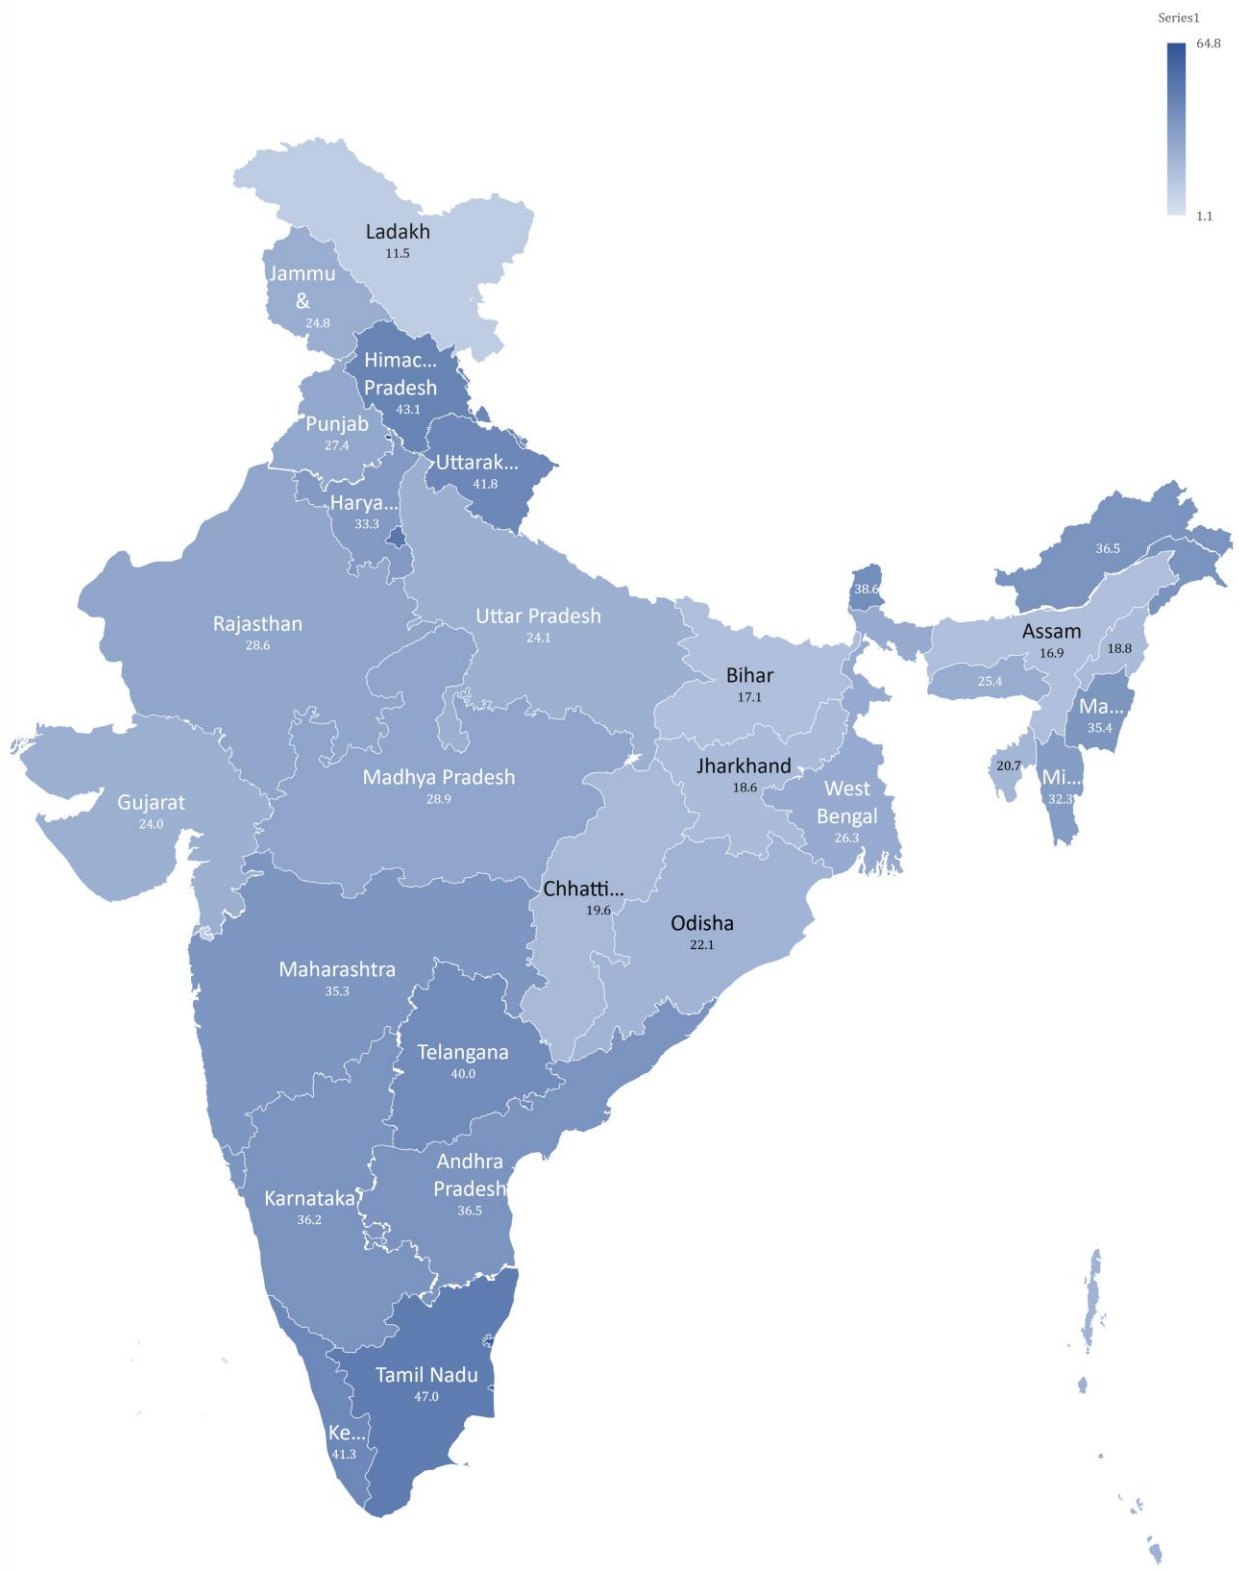 Series1
64.8
1.1
Ladakh
11.5
Jammu
&
24.8
Himac...
Pradesh
43.1
Punjab
27.4
Uttarak...
41.8
Harya...
33.3
36.5
38.6
Rajasthan
28.6
Uttar Pradesh
24.1
Assam
16.9
18.8
Bihar
17.1
25.4
Ma...
35.4
Madhya Pradesh
28.9
Jharkhand
18.6
20.7
Mi...
32.3
Gujarat
24.0
West
Bengal
26.3
Chhatti...
19.6
Odisha
22.1
Maharashtra
35.3
Telangana
40.0
Andhra
Pradesh
36.5
Karnataka
36.2
Tamil Nadu
47.0
Ke...
41.3